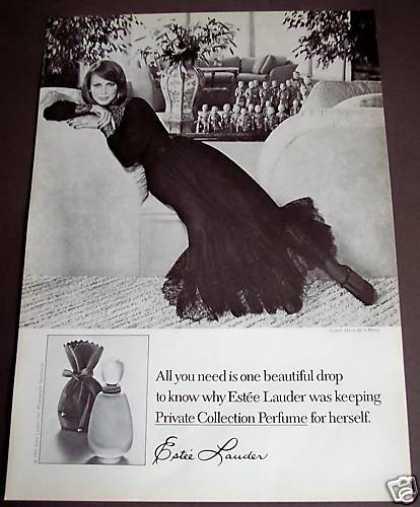 All you need is one beautiful drop
to know why Estée Lauder was keeping
Private Collection Perfume for herself.
Estée Lauder
ebY